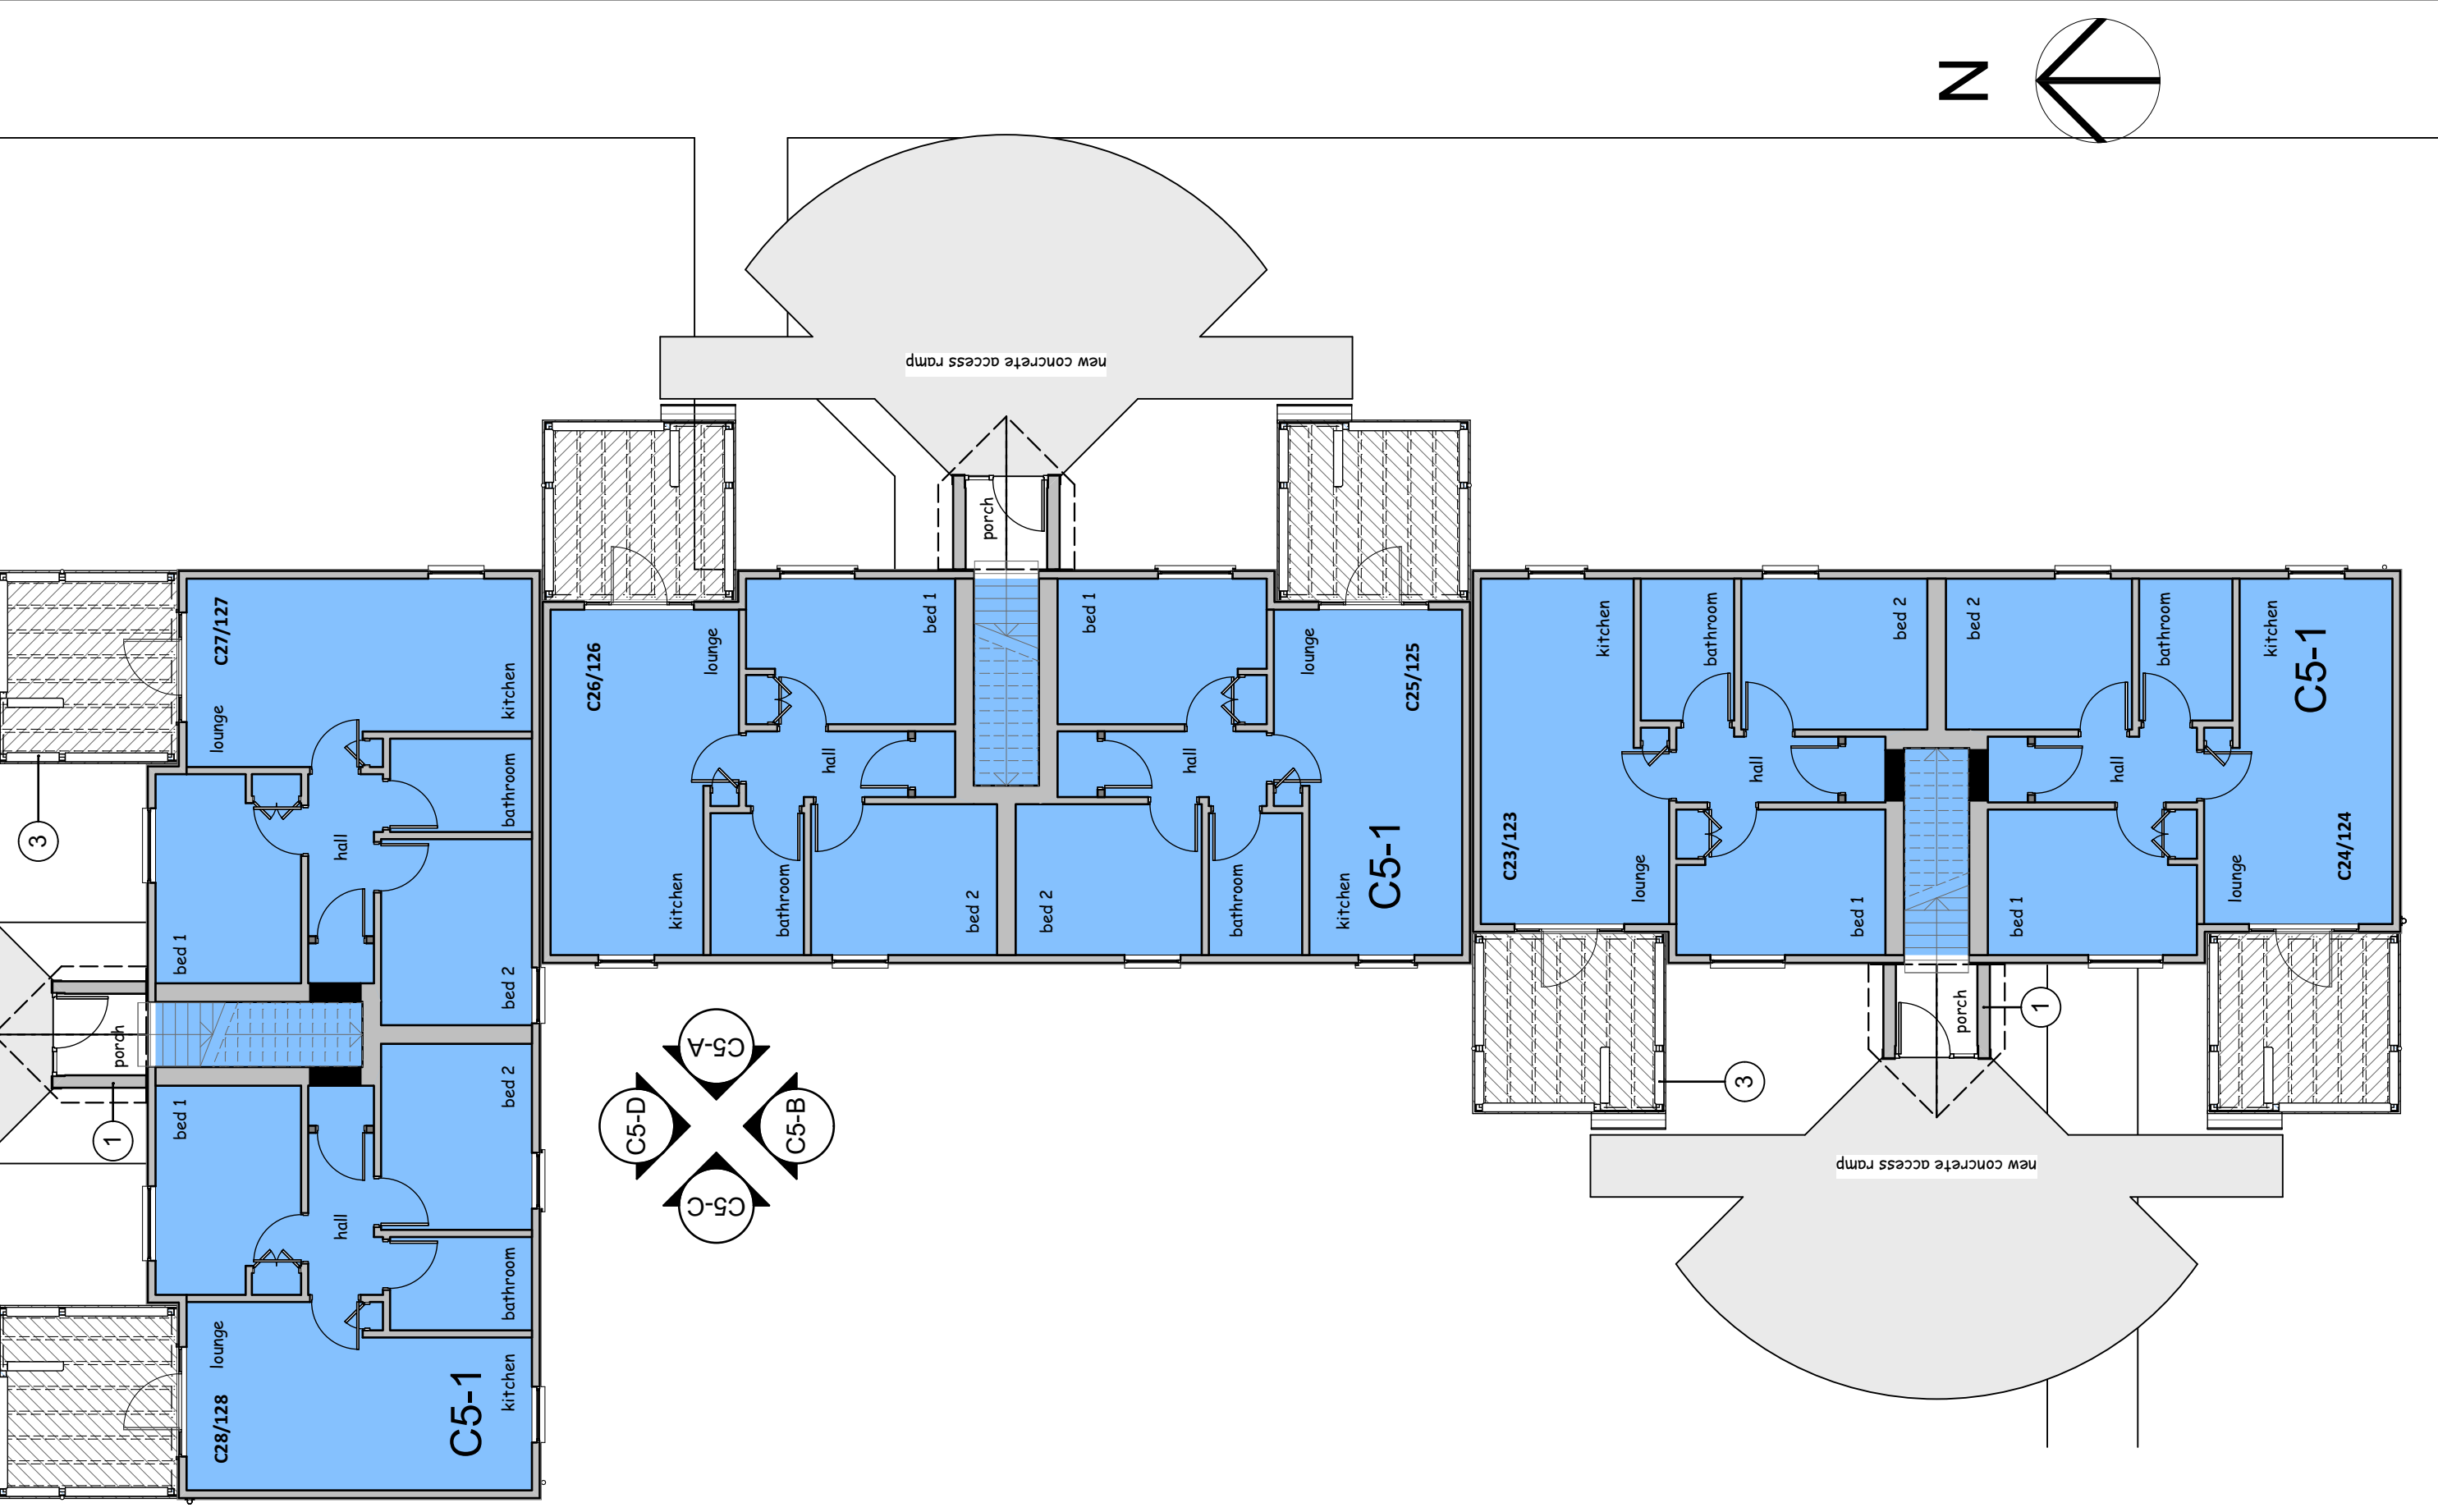 N
new concrete access ramp
porch
C27/127
lounge
kitchen
bathroom
hall
bed 1
bed 2
3
porch
1
bed 1
bed 2
hall
bathroom
lounge
kitchen
C28/128
C5-1
C26/126
lounge
bed 1
hall
kitchen
bathroom
bed 2
bed 1
lounge
C25/125
hall
bed 2
bathroom
kitchen
C5-1
C5-A
C5-B
C5-C
C5-D
kitchen
bathroom
bed 2
hall
C23/123
lounge
bed 1
bed 2
bathroom
kitchen
C5-1
hall
bed 1
lounge
C24/124
porch
1
3
new concrete access ramp